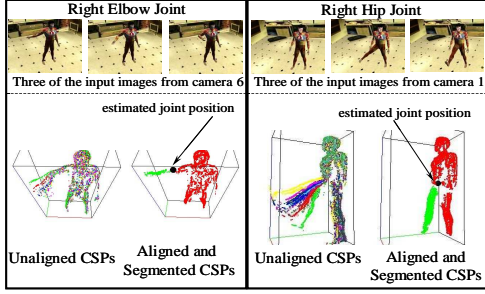 Right Elbow Joint
Three of the input images from camera 6
estimated joint position
Unaligned CSPs
Aligned and
Segmented CSPs
Right Hip Joint
Three of the input images from camera 1
estimated joint position
Unaligned CSPs
Aligned and
Segmented CSPs